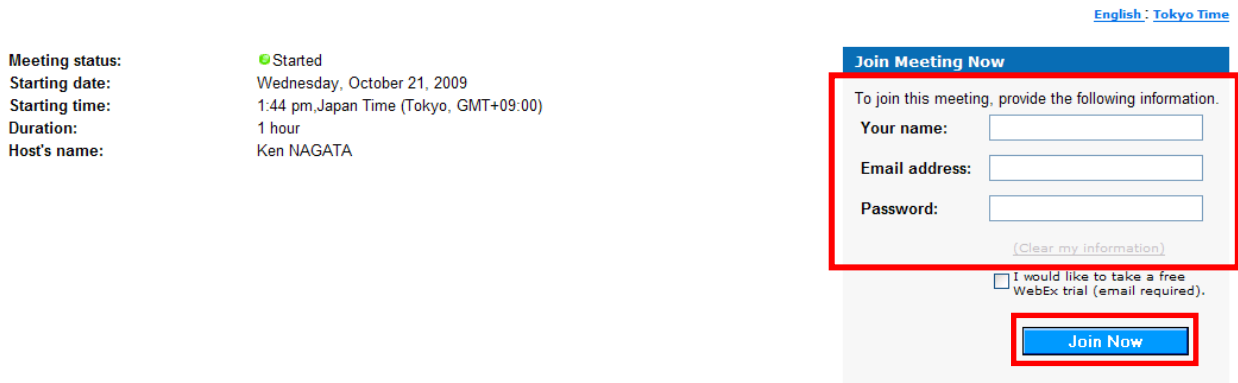 English : Tokyo Time
Meeting status: Started
Starting date: Wednesday, October 21, 2009
Starting time: 1:44 pm,Japan Time (Tokyo, GMT+09:00)
Duration: 1 hour
Host's name: Ken NAGATA
Join Meeting Now
To join this meeting, provide the following information.
Your name:
Email address:
Password:
(Clear my information)
I would like to take a free
WebEx trial (email required).
Join Now